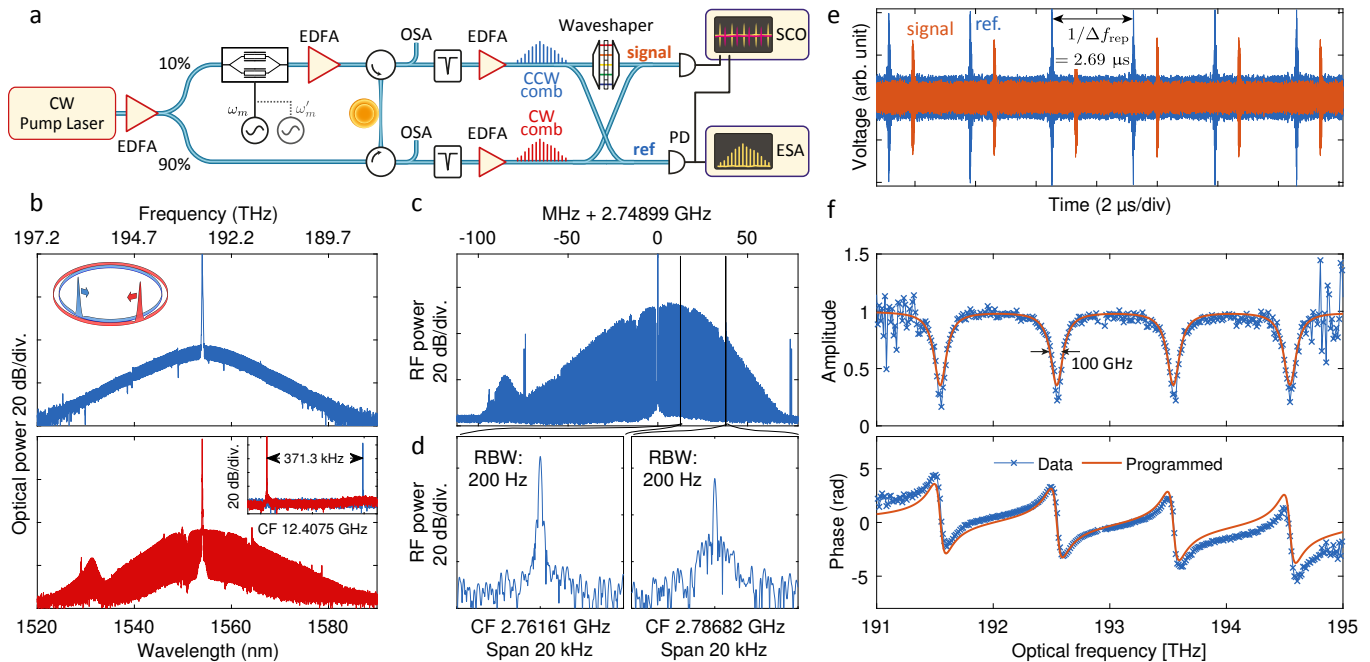 a
CW
Pump Laser
EDFA
10%
90%
ωm
ω′m
EDFA
OSA
EDFA
CCW
comb
Waveshaper
signal
SCO
OSA
EDFA
CW
comb
ref
PD
ESA
b
Frequency (THz)
197.2 194.7 192.2 189.7
Optical power 20 dB/div.
20 dB/div.
371.3 kHz
CF 12.4075 GHz
1520 1540 1560 1580
Wavelength (nm)
c
MHz + 2.74899 GHz
-100 -50 0 50
RF power
20 dB/div.
d
RF power
20 dB/div.
RBW:
200 Hz
RBW:
200 Hz
CF 2.76161 GHz
Span 20 kHz
CF 2.78682 GHz
Span 20 kHz
e
Voltage (arb. unit)
signal ref.
1/Δfrep
= 2.69 μs
Time (2 μs/div)
f
Amplitude
1.5
1
0.5
0
100 GHz
Phase (rad)
5
0
-5
Data Programmed
191 192 193 194 195
Optical frequency [THz]